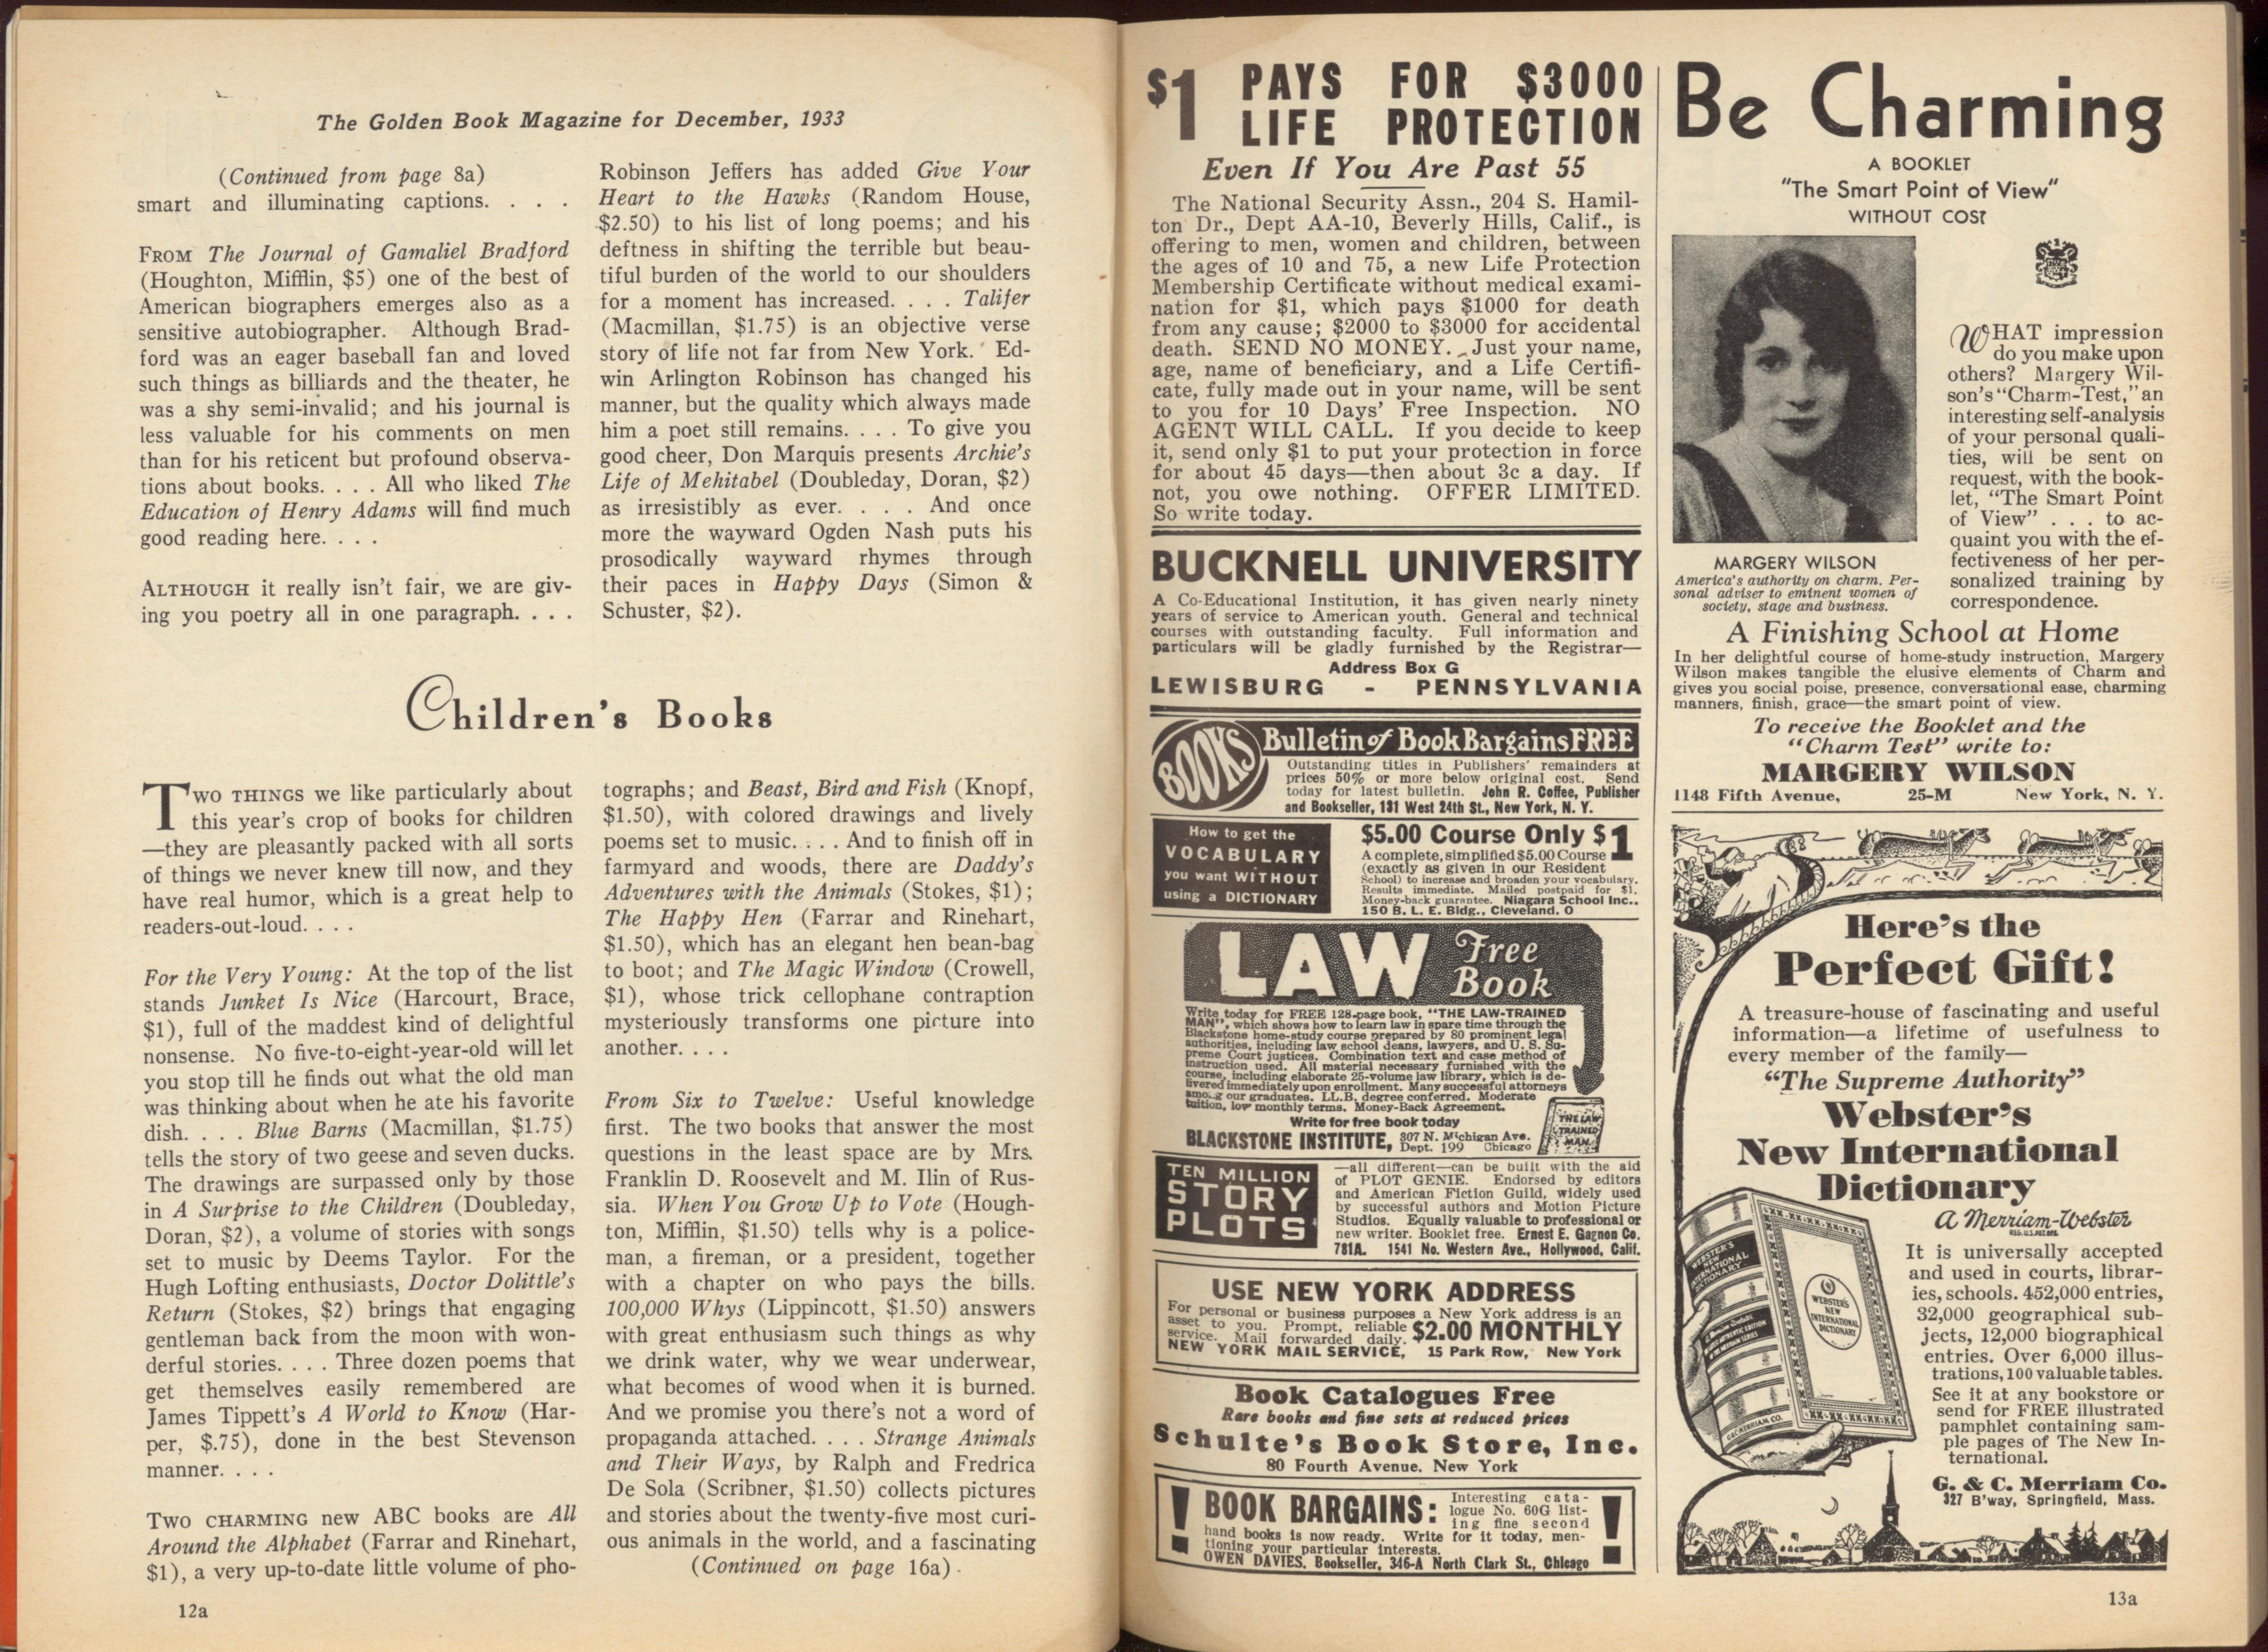 The Golden Book Magazine for December, 1933
(Continued from page 8a)
smart and illuminating captions. . . .
FROM The Journal of Gamaliel Bradford
(Houghton, Mifflin, $5) one of the best of
American biographers emerges also as a
sensitive autobiographer. Although Brad-
ford was an eager baseball fan and loved
such things as billiards and the theater, he
was a shy semi-invalid; and his journal is
less valuable for his comments on men
than for his reticent but profound observa-
tions about books. . . . All who liked The
Education of Henry Adams will find much
good reading here. . . .
ALTHOUGH it really isn't fair, we are giv-
ing you poetry all in one paragraph. . . .
Robinson Jeffers has added Give Your
Heart to the Hawks (Random House,
$2.50) to his list of long poems; and his
deftness in shifting the terrible but beau-
tiful burden of the world to our shoulders
for a moment has increased. . . . Talifer
(Macmillan, $1.75) is an objective verse
story of life not far from New York. Ed-
win Arlington Robinson has changed his
manner, but the quality which always made
him a poet still remains. . . . To give you
good cheer, Don Marquis presents Archie's
Life of Mehitabel (Doubleday, Doran, $2)
as irresistibly as ever. . . . And once
more the wayward Ogden Nash puts his
prosodically wayward rhymes through
their paces in Happy Days (Simon &
Schuster, $2).
Children's Books
TWO THINGS we like particularly about
this year's crop of books for children
—they are pleasantly packed with all sorts
of things we never knew till now, and they
have real humor, which is a great help to
readers-out-loud. . . .
For the Very Young: At the top of the list
stands Junket Is Nice (Harcourt, Brace,
$1), full of the maddest kind of delightful
nonsense. No five-to-eight-year-old will let
you stop till he finds out what the old man
was thinking about when he ate his favorite
dish. . . . Blue Barns (Macmillan, $1.75)
tells the story of two geese and seven ducks.
The drawings are surpassed only by those
in A Surprise to the Children (Doubleday,
Doran, $2), a volume of stories with songs
set to music by Deems Taylor. For the
Hugh Lofting enthusiasts, Doctor Dolittle's
Return (Stokes, $2) brings that engaging
gentleman back from the moon with won-
derful stories. . . . Three dozen poems that
get themselves easily remembered are
James Tippett's A World to Know (Har-
per, $.75), done in the best Stevenson
manner. . . .
TWO CHARMING new ABC books are All
Around the Alphabet (Farrar and Rinehart,
$1), a very up-to-date little volume of pho-
tographs; and Beast, Bird and Fish (Knopf,
$1.50), with colored drawings and lively
poems set to music. . . . And to finish off in
farmyard and woods, there are Daddy's
Adventures with the Animals (Stokes, $1);
The Happy Hen (Farrar and Rinehart,
$1.50), which has an elegant hen bean-bag
to boot; and The Magic Window (Crowell,
$1), whose trick cellophane contraption
mysteriously transforms one picture into
another. . . .
From Six to Twelve: Useful knowledge
first. The two books that answer the most
questions in the least space are by Mrs.
Franklin D. Roosevelt and M. Ilin of Rus-
sia. When You Grow Up to Vote (Hough-
ton, Mifflin, $1.50) tells why is a police-
man, a fireman, or a president, together
with a chapter on who pays the bills.
100,000 Whys (Lippincott, $1.50) answers
with great enthusiasm such things as why
we drink water, why we wear underwear,
what becomes of wood when it is burned.
And we promise you there's not a word of
propaganda attached. . . . Strange Animals
and Their Ways, by Ralph and Fredrica
De Sola (Scribner, $1.50) collects pictures
and stories about the twenty-five most curi-
ous animals in the world, and a fascinating
(Continued on page 16a)
12a
$1 PAYS FOR $3000
LIFE PROTECTION
Even If You Are Past 55
The National Security Assn., 204 S. Hamil-
ton Dr., Dept AA-10, Beverly Hills, Calif., is
offering to men, women and children, between
the ages of 10 and 75, a new Life Protection
Membership Certificate without medical exami-
nation for $1, which pays $1000 for death
from any cause; $2000 to $3000 for accidental
death. SEND NO MONEY. Just your name,
age, name of beneficiary, and a Life Certifi-
cate, fully made out in your name, will be sent
to you for 10 Days' Free Inspection. NO
AGENT WILL CALL. If you decide to keep
it, send only $1 to put your protection in force
for about 45 days—then about 3c a day. If
not, you owe nothing. OFFER LIMITED.
So write today.
BUCKNELL UNIVERSITY
A Co-Educational Institution, it has given nearly ninety
years of service to American youth. General and technical
courses with outstanding faculty. Full information and
particulars will be gladly furnished by the Registrar—
Address Box G
LEWISBURG - PENNSYLVANIA
BOOKS
Bulletin of Book Bargains FREE
Outstanding titles in Publishers' remainders at
prices 50% or more below original cost. Send
today for latest bulletin. John R. Coffee, Publisher
and Bookseller, 131 West 24th St., New York, N. Y.
How to get the
VOCABULARY
you want WITHOUT
using a DICTIONARY
$5.00 Course Only $1
A complete, simplified $5.00 Course
(exactly as given in our Resident
School) to increase and broaden your vocabulary.
Results immediate. Mailed postpaid for $1.
Money-back guarantee. Niagara School Inc.,
150 B. L. E. Bldg., Cleveland, O
LAW Free
Book
Write today for FREE 128-page book, "THE LAW-TRAINED
MAN", which shows how to learn law in spare time through the
Blackstone home-study course prepared by 80 prominent legal
authorities, including law school deans, lawyers, and U. S. Su-
preme Court justices. Combination text and case method of
instruction used. All material necessary furnished with the
course, including elaborate 25-volume law library, which is de-
livered immediately upon enrollment. Many successful attorneys
among our graduates. LL.B. degree conferred. Moderate
tuition, low monthly terms. Money-Back Agreement.
Write for free book today
BLACKSTONE INSTITUTE, 307 N. Michigan Ave.
Dept. 199 Chicago
THE LAW
TRAINED
MAN
TEN MILLION
STORY
PLOTS
—all different—can be built with the aid
of PLOT GENIE. Endorsed by editors
and American Fiction Guild, widely used
by successful authors and Motion Picture
Studios. Equally valuable to professional or
new writer. Booklet free. Ernest E. Gagnon Co.
781A. 1541 No. Western Ave., Hollywood, Calif.
USE NEW YORK ADDRESS
For personal or business purposes a New York address is an
asset to you. Prompt, reliable
service. Mail forwarded daily. $2.00 MONTHLY
NEW YORK MAIL SERVICE, 15 Park Row, New York
Book Catalogues Free
Rare books and fine sets at reduced prices
Schulte's Book Store, Inc.
80 Fourth Avenue, New York
! BOOK BARGAINS: !
Interesting cata-
logue No. 60G list-
ing fine second
hand books is now ready. Write for it today, men-
tioning your particular interests.
OWEN DAVIES, Bookseller, 346-A North Clark St., Chicago
Be Charming
A BOOKLET
"The Smart Point of View"
WITHOUT COST
MARGERY WILSON
America's authority on charm. Per-
sonal adviser to eminent women of
society, stage and business.
WHAT impression
do you make upon
others? Margery Wil-
son's "Charm-Test," an
interesting self-analysis
of your personal quali-
ties, will be sent on
request, with the book-
let, "The Smart Point
of View" . . . to ac-
quaint you with the ef-
fectiveness of her per-
sonalized training by
correspondence.
A Finishing School at Home
In her delightful course of home-study instruction, Margery
Wilson makes tangible the elusive elements of Charm and
gives you social poise, presence, conversational ease, charming
manners, finish, grace—the smart point of view.
To receive the Booklet and the
"Charm Test" write to:
MARGERY WILSON
1148 Fifth Avenue, 25-M New York, N. Y.
Here's the
Perfect Gift!
A treasure-house of fascinating and useful
information—a lifetime of usefulness to
every member of the family—
"The Supreme Authority"
Webster's
New International
Dictionary
a Merriam-Webster
REG. U.S. PAT. OFF.
It is universally accepted
and used in courts, librar-
ies, schools. 452,000 entries,
32,000 geographical sub-
jects, 12,000 biographical
entries. Over 6,000 illus-
trations, 100 valuable tables.
See it at any bookstore or
send for FREE illustrated
pamphlet containing sam-
ple pages of The New In-
ternational.
WEBSTER'S
NEW
INTERNATIONAL
DICTIONARY
WEBSTER'S
NEW
INTERNATIONAL
DICTIONARY
G&C MERRIAM CO.
G. & C. Merriam Co.
327 B'way, Springfield, Mass.
13a